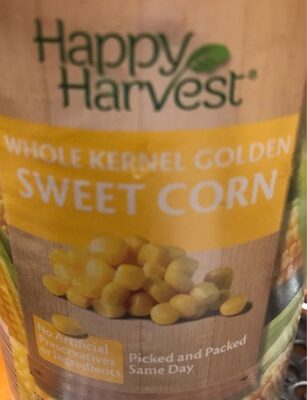 Happy
Harvest®
WHOLE KERNEL GOLDEN
SWEET CORN
No Artificial
Preservatives
or Ingredients
Picked and Packed
Same Day